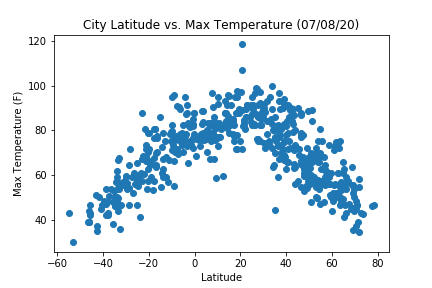 City Latitude vs. Max Temperature (07/08/20)
120
100
80
60
40
Max Temperature (F)
−60 −40 −20 0 20 40 60 80
Latitude